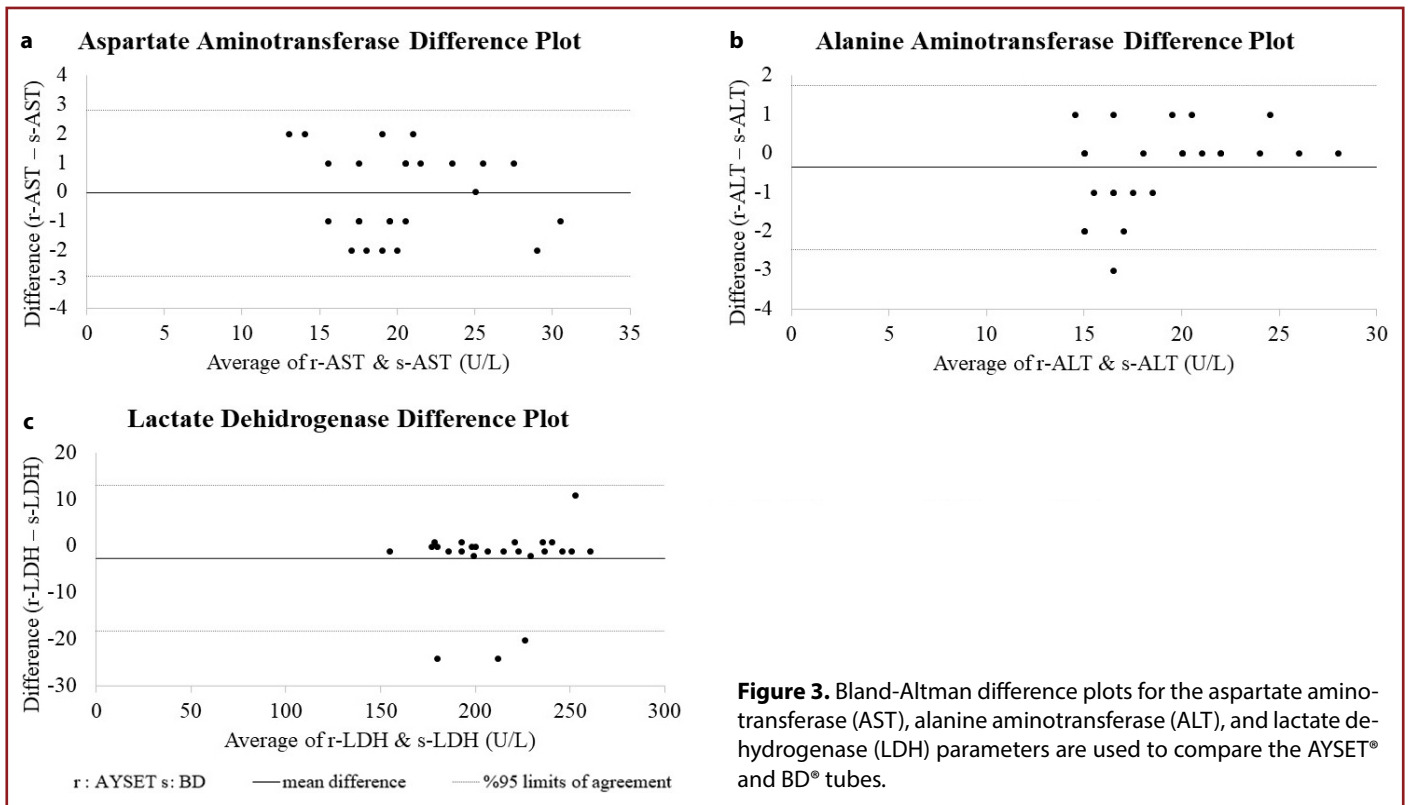 a Aspartate Aminotransferase Difference Plot
Difference (r-AST – s-AST)
4
3
2
1
0
-1
-2
-3
-4
0 5 10 15 20 25 30 35
Average of r-AST & s-AST (U/L)
b Alanine Aminotransferase Difference Plot
Difference (r-ALT – s-ALT)
2
1
0
-1
-2
-3
-4
0 5 10 15 20 25 30
Average of r-ALT & s-ALT (U/L)
c Lactate Dehidrogenase Difference Plot
Difference (r-LDH – s-LDH)
20
10
0
-10
-20
-30
0 50 100 150 200 250 300
Average of r-LDH & s-LDH (U/L)
r : AYSET s: BD mean difference %95 limits of agreement
Figure 3. Bland-Altman difference plots for the aspartate amino-
transferase (AST), alanine aminotransferase (ALT), and lactate de-
hydrogenase (LDH) parameters are used to compare the AYSET®
and BD® tubes.